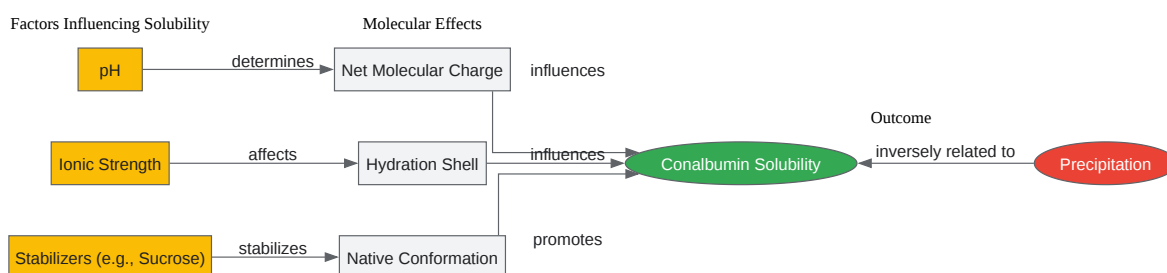 Factors Influencing Solubility
Molecular Effects
pH
determines
Net Molecular Charge
influences
Outcome
Ionic Strength
affects
Hydration Shell
influences
Conalbumin Solubility
inversely related to
Precipitation
Stabilizers (e.g., Sucrose)
stabilizes
Native Conformation
promotes